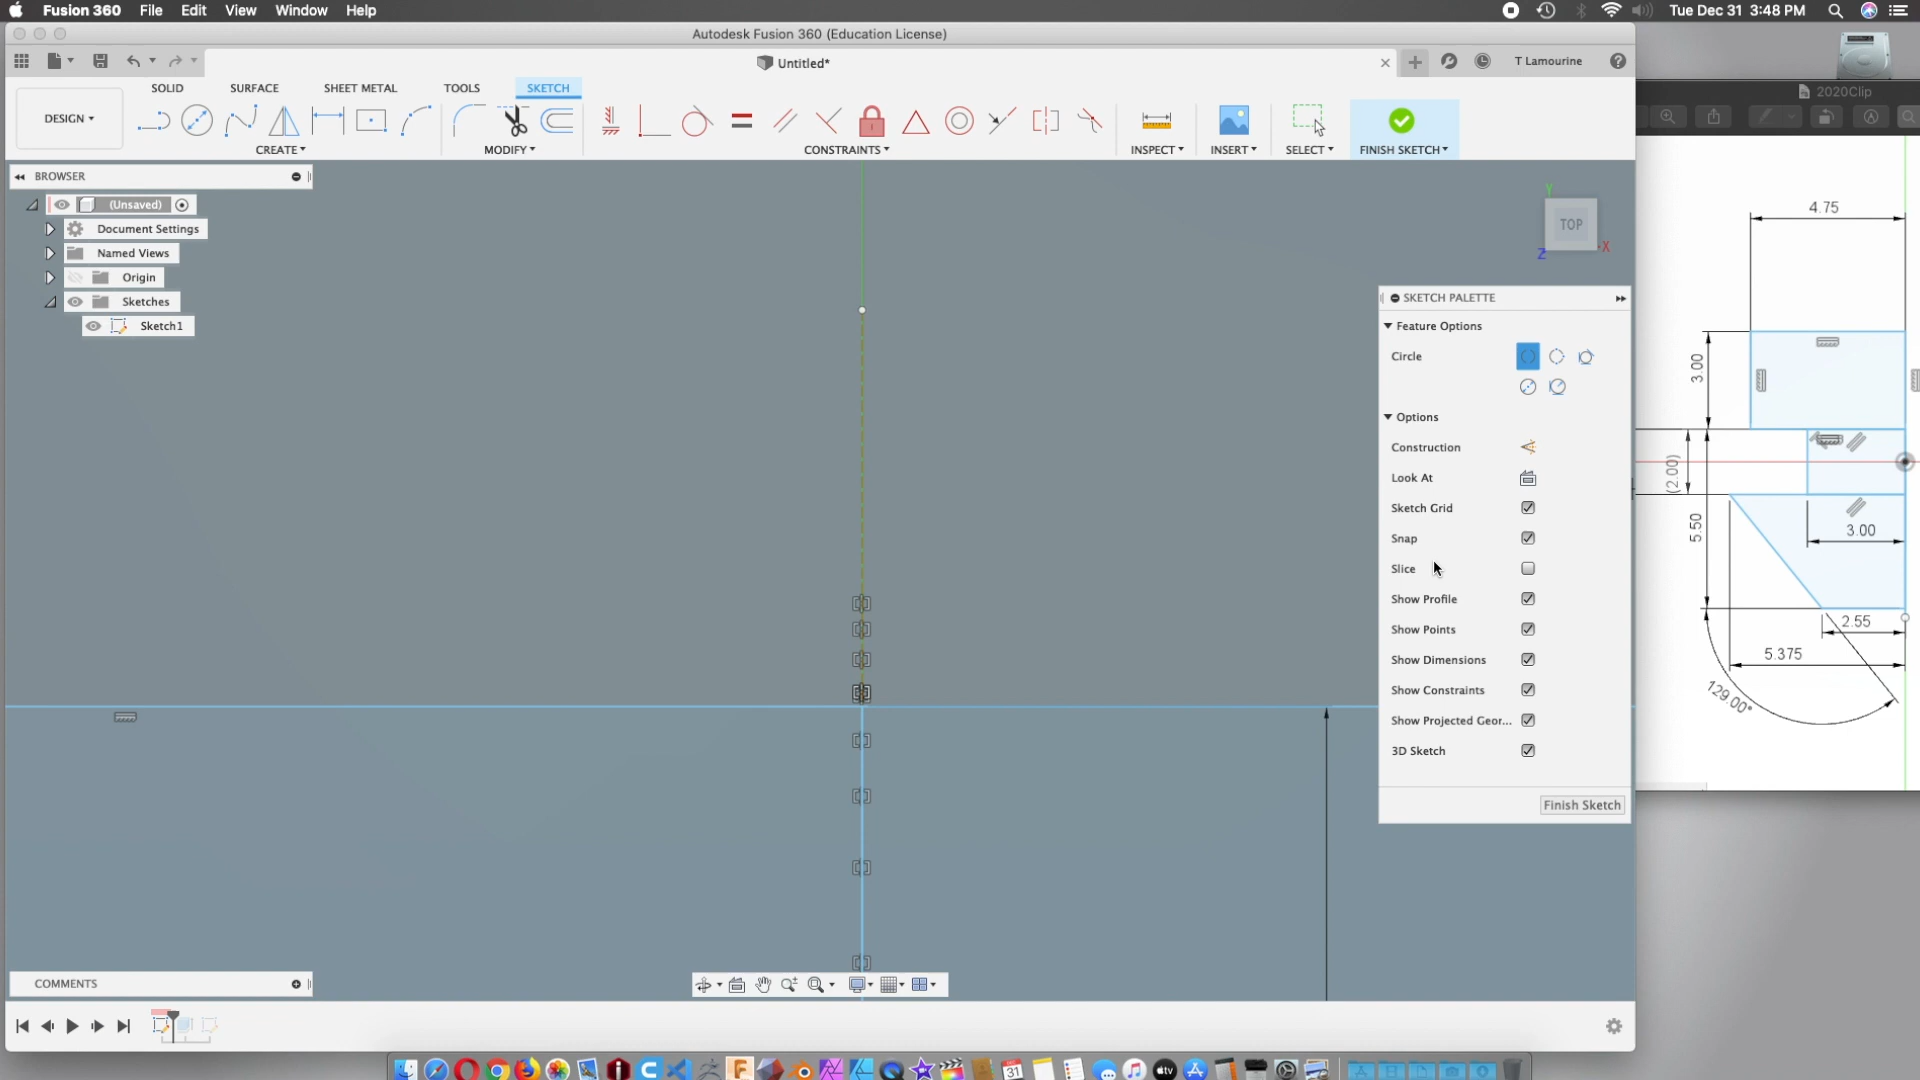 Fusion 360 File Edit View Window Help
Tue Dec 31 3:48 PM
Autodesk Fusion 360 (Education License)
Untitled*
T Lamourine
SOLID SURFACE SHEET METAL TOOLS SKETCH
DESIGN
CREATE MODIFY CONSTRAINTS INSPECT INSERT SELECT FINISH SKETCH
BROWSER
(Unsaved)
Document Settings
Named Views
Origin
Sketches
Sketch1
TOP
Y
Z
X
SKETCH PALETTE
Feature Options
Circle
Options
Construction
Look At
Sketch Grid
Snap
Slice
Show Profile
Show Points
Show Dimensions
Show Constraints
Show Projected Geor...
3D Sketch
Finish Sketch
2020Clip
4.75
3.00
(2.00)
5.50
3.00
2.55
5.375
129.00°
COMMENTS
31
tv